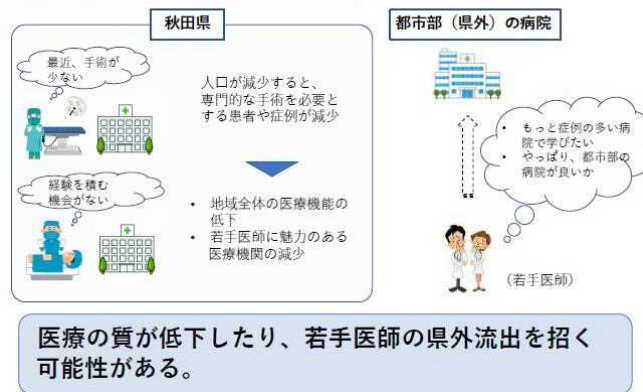 秋田県
最近、手術が
少ない
人口が減少すると、
専門的な手術を必要と
する患者や症例が減少
経験を積む
機会がない
• 地域全体の医療機能の
低下
• 若手医師に魅力のある
医療機関の減少
都市部（県外）の病院
• もっと症例の多い病
院で学びたい
• やっぱり、都市部の
病院が良いか
（若手医師）
医療の質が低下したり、若手医師の県外流出を招く
可能性がある。